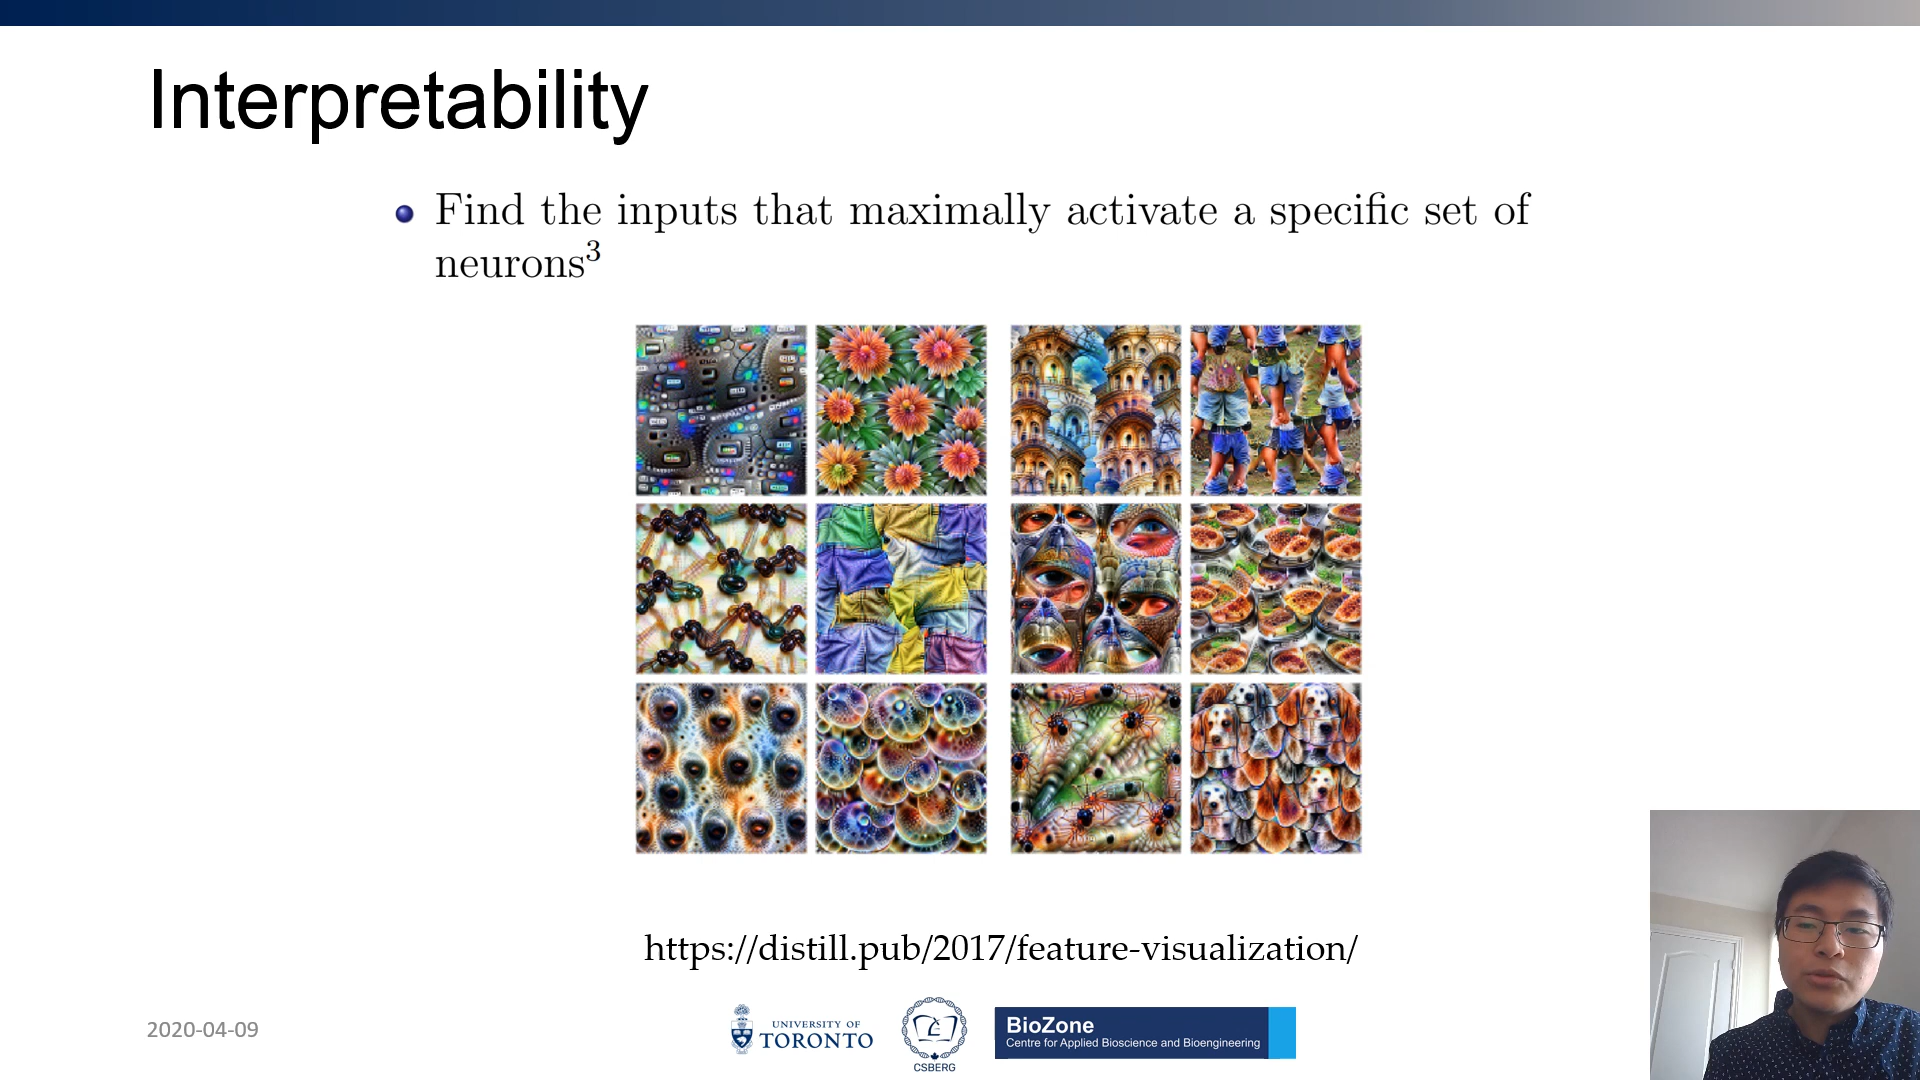 Interpretability
Find the inputs that maximally activate a specific set of
neurons3
https://distill.pub/2017/feature-visualization/
2020-04-09
UNIVERSITY OF
TORONTO
CSBERG
BioZone
Centre for Applied Bioscience and Bioengineering